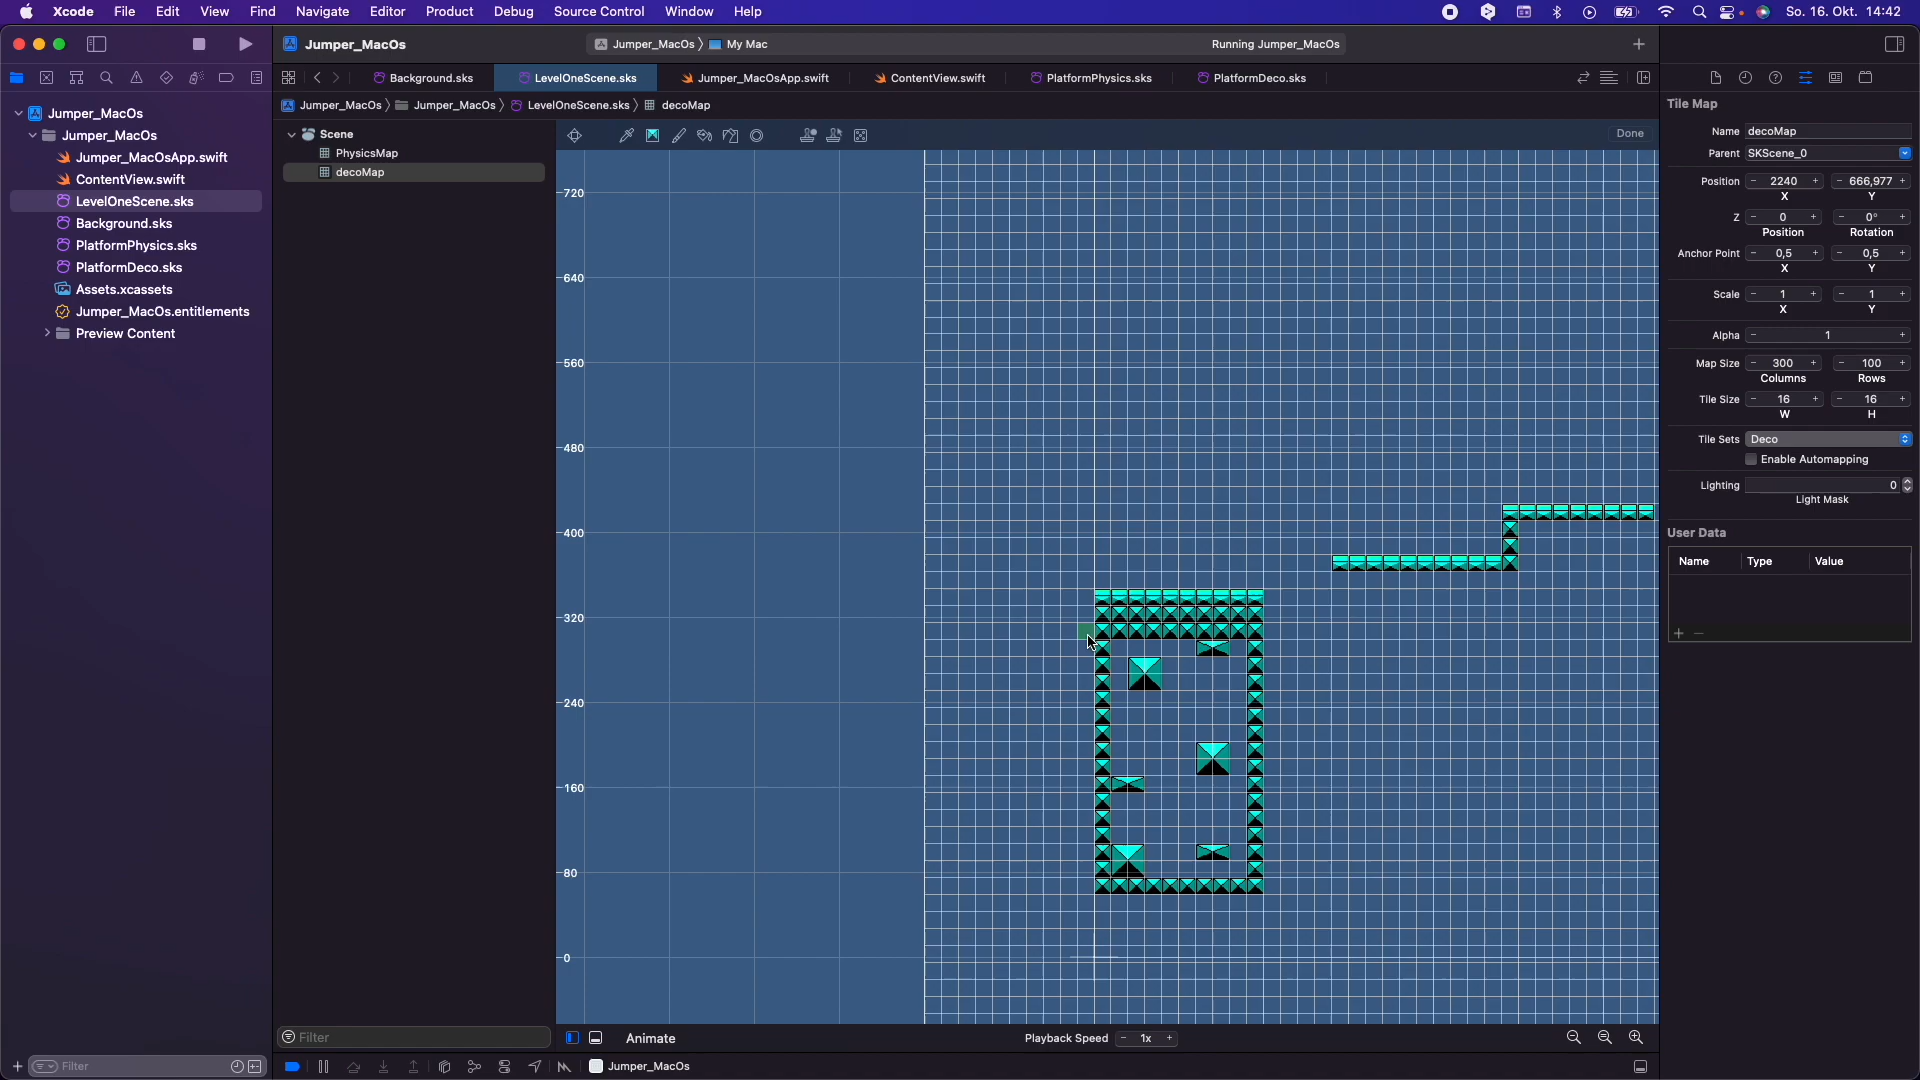 Xcode File Edit View Find Navigate Editor Product Debug Source Control Window Help
So. 16. Okt. 14:42
Jumper_MacOs
Jumper_MacOs 〉 My Mac
Running Jumper_MacOs
Background.sks
LevelOneScene.sks
Jumper_MacOsApp.swift
ContentView.swift
PlatformPhysics.sks
PlatformDeco.sks
Jumper_MacOs 〉 Jumper_MacOs 〉 LevelOneScene.sks 〉 decoMap
Jumper_MacOs
Jumper_MacOs
Jumper_MacOsApp.swift
ContentView.swift
LevelOneScene.sks
Background.sks
PlatformPhysics.sks
PlatformDeco.sks
Assets.xcassets
Jumper_MacOs.entitlements
Preview Content
Filter
Scene
PhysicsMap
decoMap
Filter
Done
720
640
560
480
400
320
240
160
80
0
Animate
Playback Speed − 1x +
Jumper_MacOs
Tile Map
Name decoMap
Parent SKScene_0
Position − 2240 + − 666,977 +
X Y
Z − 0 + − 0° +
Position Rotation
Anchor Point − 0,5 + − 0,5 +
X Y
Scale − 1 + − 1 +
X Y
Alpha − 1 +
Map Size − 300 + − 100 +
Columns Rows
Tile Size − 16 + − 16 +
W H
Tile Sets Deco
Enable Automapping
Lighting 0
Light Mask
User Data
Name Type Value